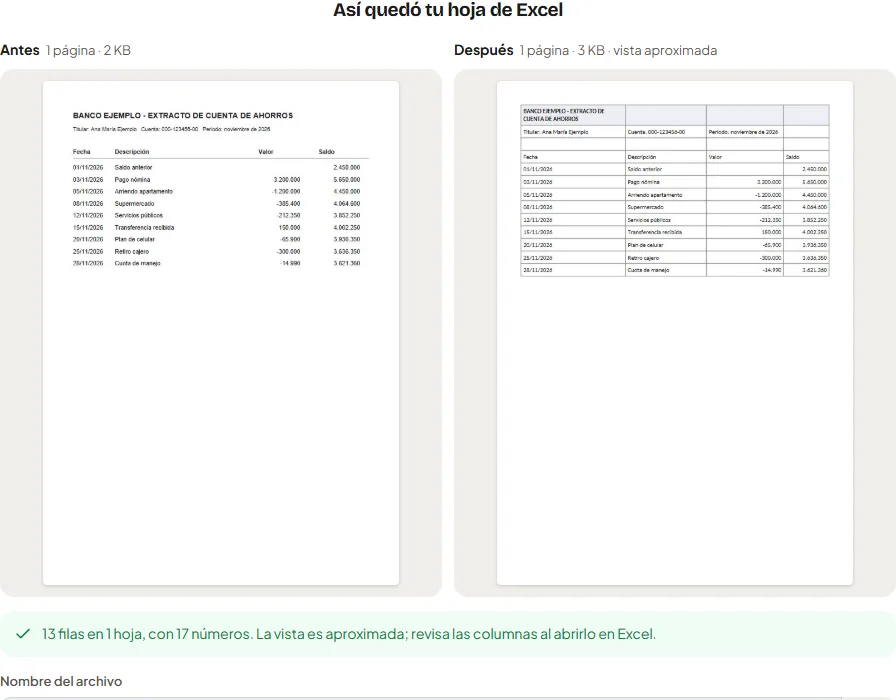 Así quedó tu hoja de Excel
Antes 1 página · 2 KB
BANCO EJEMPLO - EXTRACTO DE CUENTA DE AHORROS
Titular: Ana María Ejemplo Cuenta: 000-123456-00 Periodo: noviembre de 2026
Fecha Descripción Valor Saldo
01/11/2026 Saldo anterior 2.450.000
03/11/2026 Pago nómina 3.200.000 5.650.000
05/11/2026 Arriendo apartamento -1.200.000 4.450.000
08/11/2026 Supermercado -385.400 4.064.600
12/11/2026 Servicios públicos -212.350 3.852.250
15/11/2026 Transferencia recibida 150.000 4.002.250
20/11/2026 Plan de celular -65.900 3.936.350
25/11/2026 Retiro cajero -300.000 3.636.350
28/11/2026 Cuota de manejo -14.990 3.621.360
Después 1 página · 3 KB · vista aproximada
BANCO EJEMPLO - EXTRACTO DE
CUENTA DE AHORROS
Titular: Ana María Ejemplo Cuenta: 000-123456-00 Periodo: noviembre de 2026
Fecha Descripción Valor Saldo
01/11/2026 Saldo anterior 2.450.000
03/11/2026 Pago nómina 3.200.000 5.650.000
05/11/2026 Arriendo apartamento -1.200.000 4.450.000
08/11/2026 Supermercado -385.400 4.064.600
12/11/2026 Servicios públicos -212.350 3.852.250
15/11/2026 Transferencia recibida 150.000 4.002.250
20/11/2026 Plan de celular -65.900 3.936.350
25/11/2026 Retiro cajero -300.000 3.636.350
28/11/2026 Cuota de manejo -14.990 3.621.360
13 filas en 1 hoja, con 17 números. La vista es aproximada; revisa las columnas al abrirlo en Excel.
Nombre del archivo